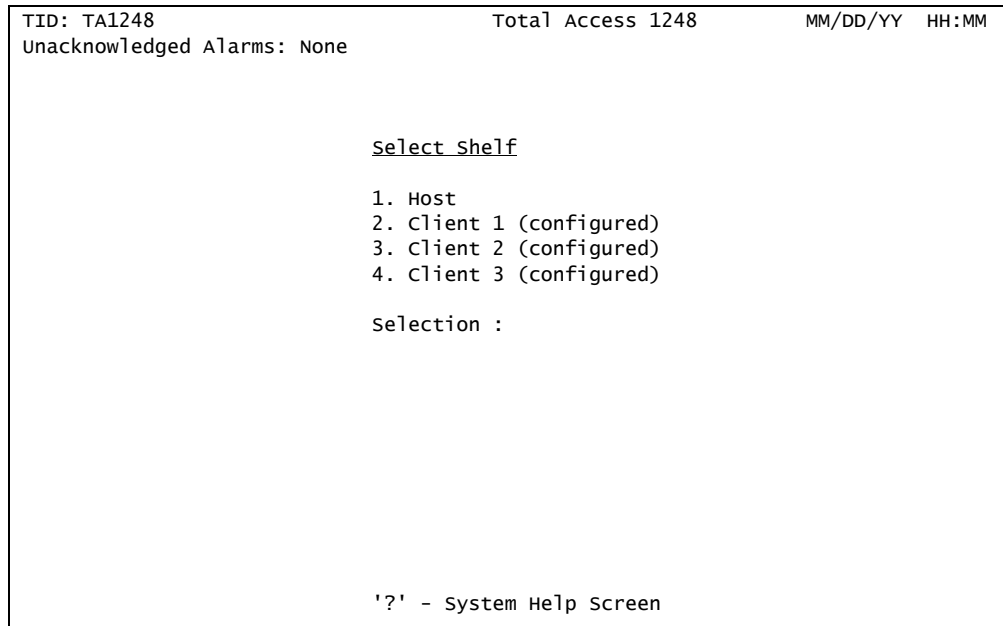 TID: TA1248 Total Access 1248 MM/DD/YY HH:MM
Unacknowledged Alarms: None
Select Shelf
1. Host
2. Client 1 (configured)
3. Client 2 (configured)
4. Client 3 (configured)
Selection :
'?' - System Help Screen